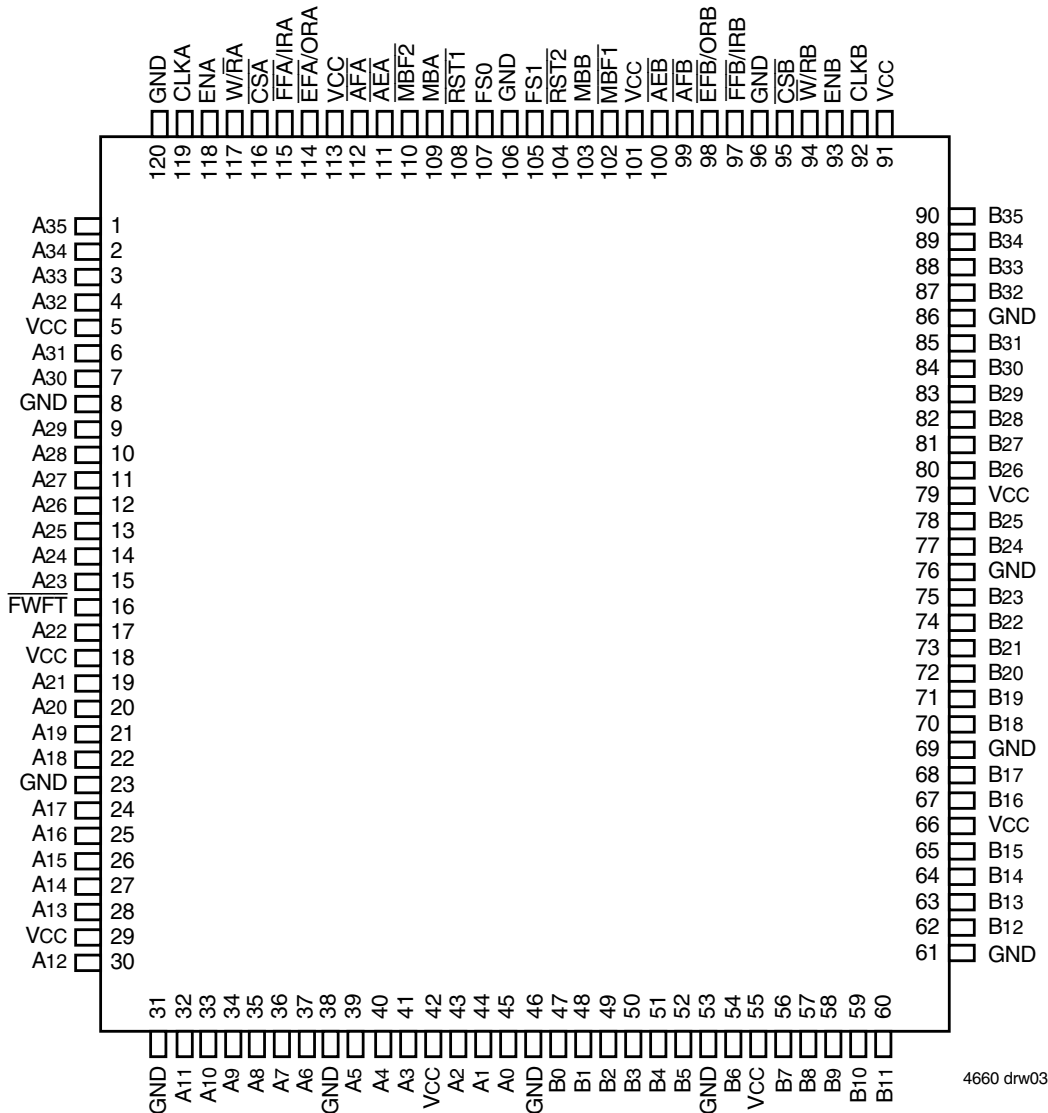 GND CLKA ENA W/RA CSA FFA/IRA EFA/ORA VCC AFA AEA MBF2 MBA RST1 FS0 GND FS1 RST2 MBB MBF1 VCC AEB AFB EFB/ORB FFB/IRB GND CSB W/RB ENB CLKB VCC
120 119 118 117 116 115 114 113 112 111 110 109 108 107 106 105 104 103 102 101 100 99 98 97 96 95 94 93 92 91
A35 1
A34 2
A33 3
A32 4
VCC 5
A31 6
A30 7
GND 8
A29 9
A28 10
A27 11
A26 12
A25 13
A24 14
A23 15
FWFT 16
A22 17
VCC 18
A21 19
A20 20
A19 21
A18 22
GND 23
A17 24
A16 25
A15 26
A14 27
A13 28
VCC 29
A12 30
90 B35
89 B34
88 B33
87 B32
86 GND
85 B31
84 B30
83 B29
82 B28
81 B27
80 B26
79 VCC
78 B25
77 B24
76 GND
75 B23
74 B22
73 B21
72 B20
71 B19
70 B18
69 GND
68 B17
67 B16
66 VCC
65 B15
64 B14
63 B13
62 B12
61 GND
31 32 33 34 35 36 37 38 39 40 41 42 43 44 45 46 47 48 49 50 51 52 53 54 55 56 57 58 59 60
GND A11 A10 A9 A8 A7 A6 GND A5 A4 A3 VCC A2 A1 A0 GND B0 B1 B2 B3 B4 B5 GND B6 VCC B7 B8 B9 B10 B11
4660 drw03